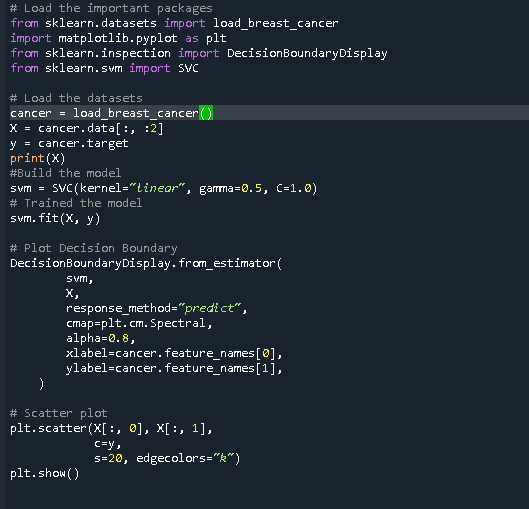 # Load the important packages
from sklearn.datasets import load_breast_cancer
import matplotlib.pyplot as plt
from sklearn.inspection import DecisionBoundaryDisplay
from sklearn.svm import SVC

# Load the datasets
cancer = load_breast_cancer()
X = cancer.data[:, :2]
y = cancer.target
print(X)
#Build the model
svm = SVC(kernel="linear", gamma=0.5, C=1.0)
# Trained the model
svm.fit(X, y)

# Plot Decision Boundary
DecisionBoundaryDisplay.from_estimator(
        svm,
        X,
        response_method="predict",
        cmap=plt.cm.Spectral,
        alpha=0.8,
        xlabel=cancer.feature_names[0],
        ylabel=cancer.feature_names[1],
    )

# Scatter plot
plt.scatter(X[:, 0], X[:, 1],
            c=y,
            s=20, edgecolors="k")
plt.show()